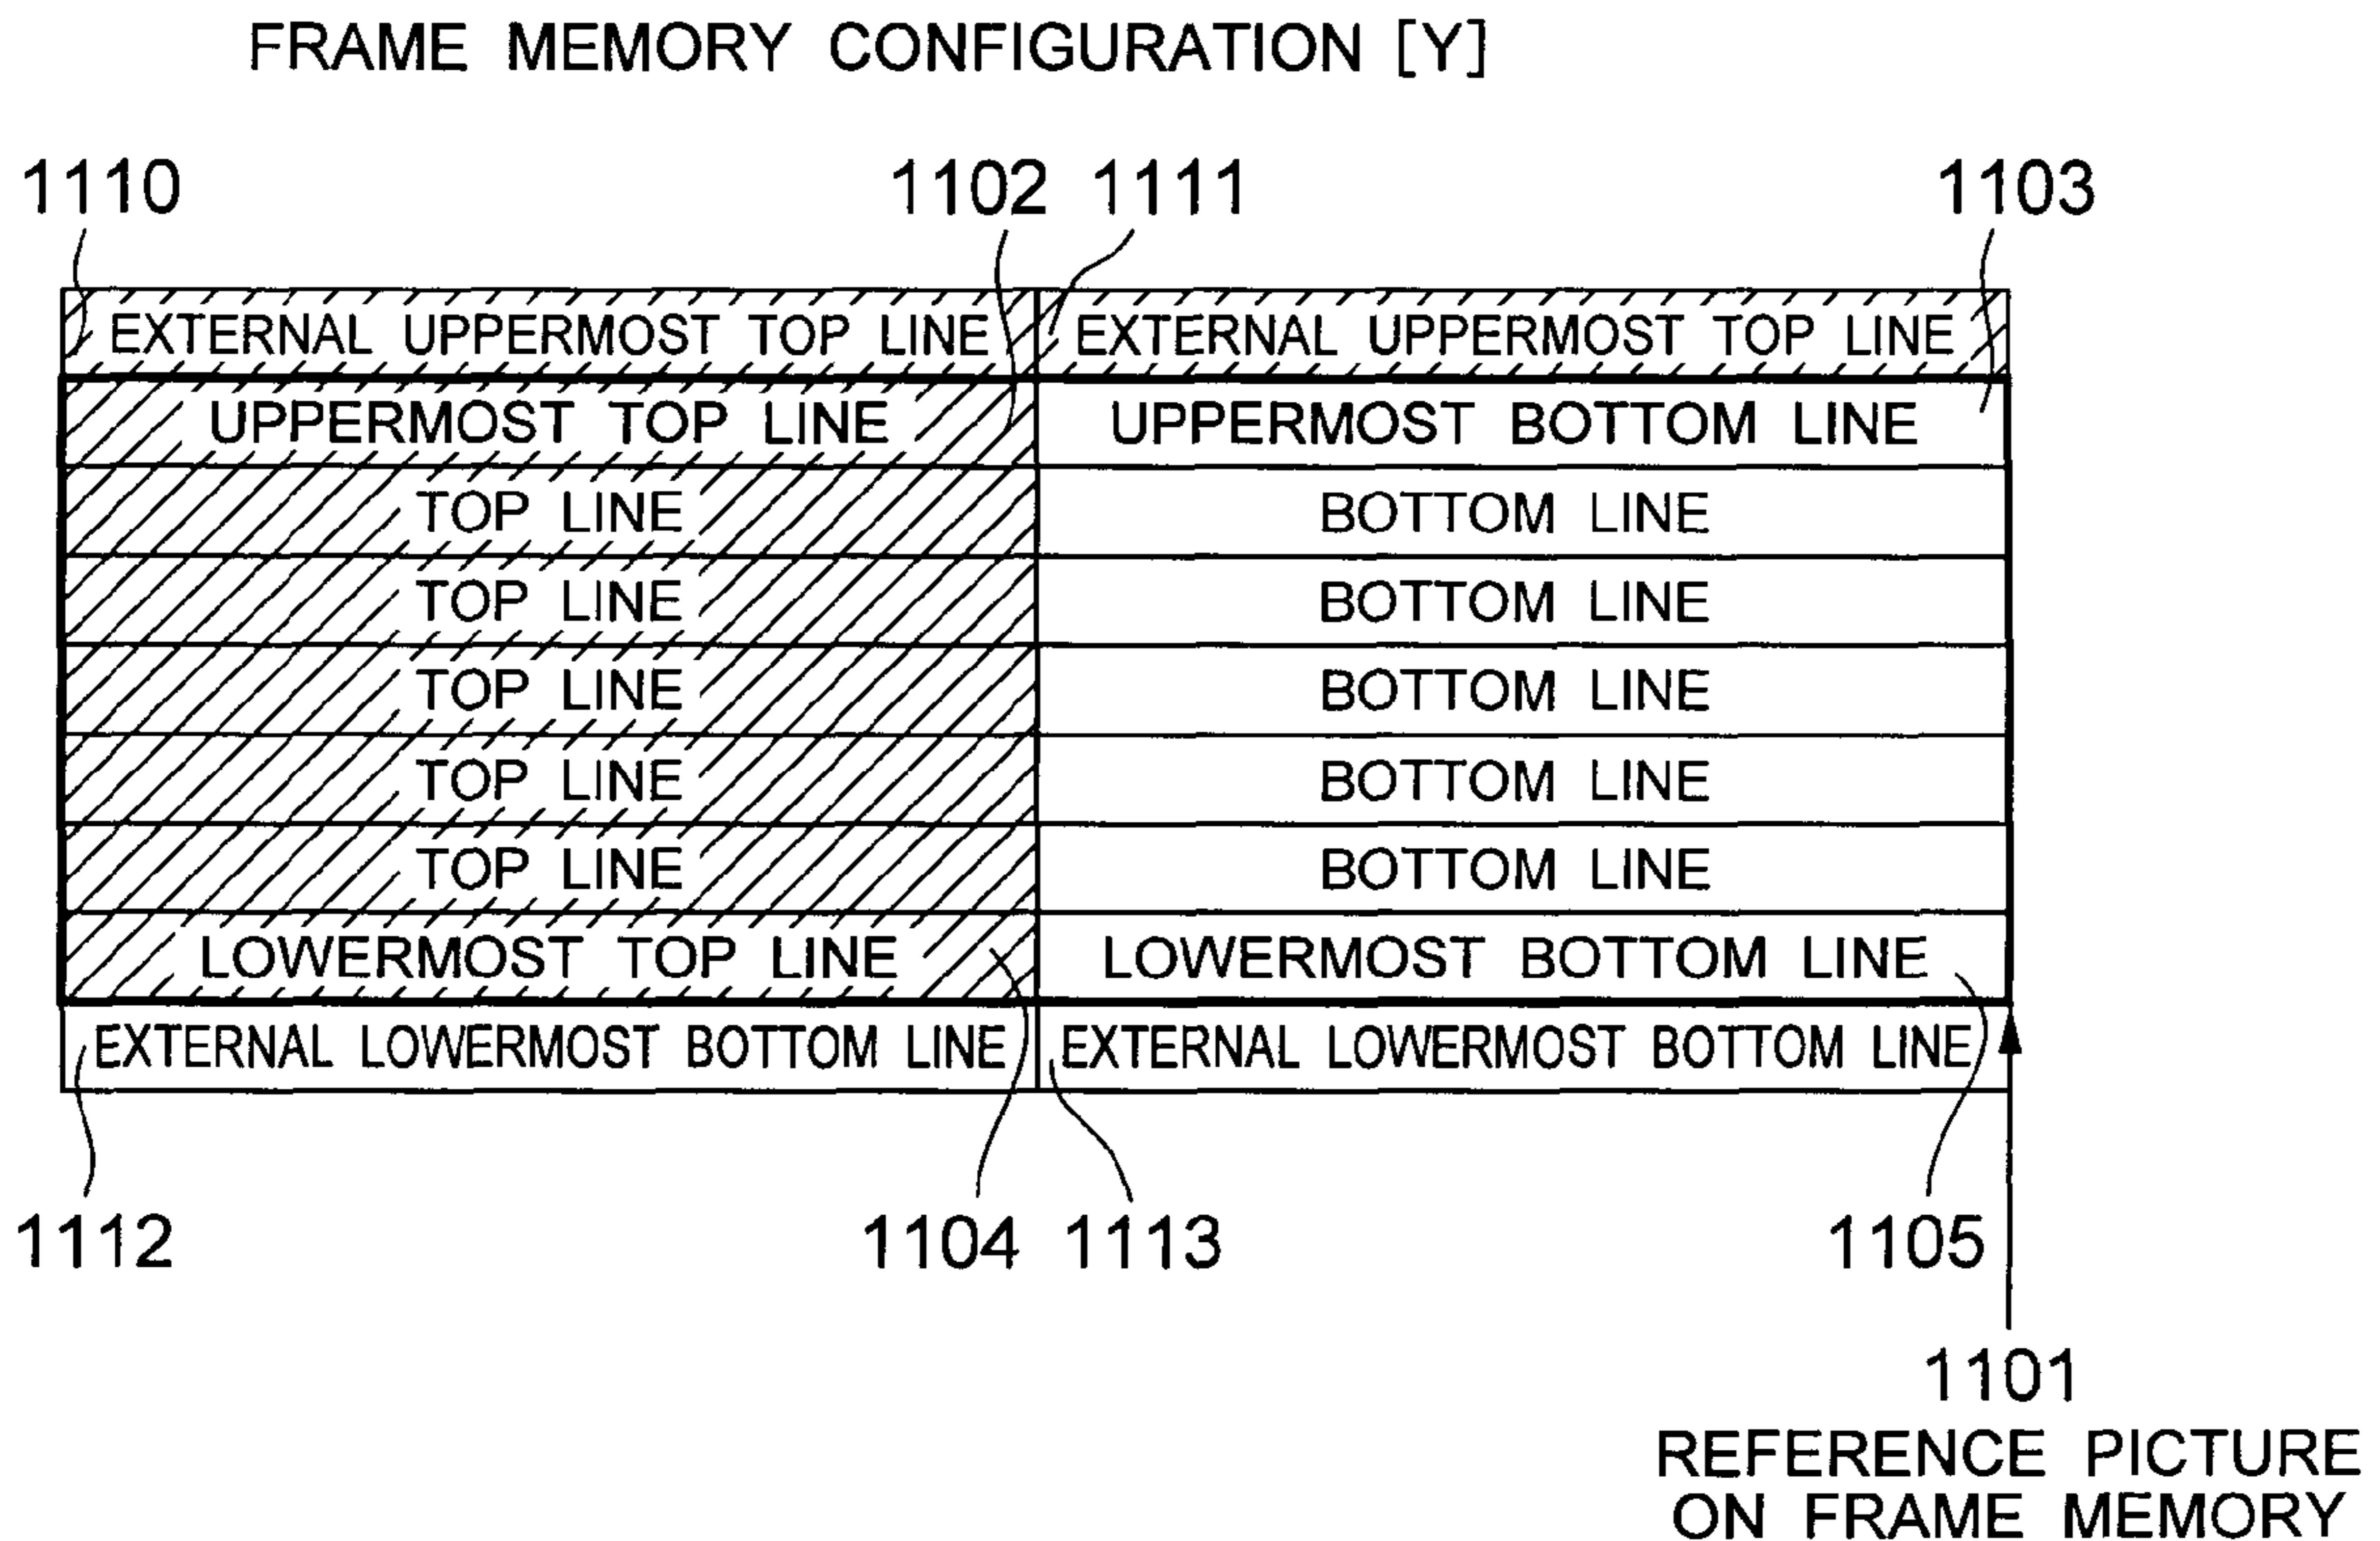 FRAME MEMORY CONFIGURATION [Y]
1110 1102 1111 1103
EXTERNAL UPPERMOST TOP LINE EXTERNAL UPPERMOST TOP LINE
UPPERMOST TOP LINE UPPERMOST BOTTOM LINE
TOP LINE BOTTOM LINE
TOP LINE BOTTOM LINE
TOP LINE BOTTOM LINE
TOP LINE BOTTOM LINE
TOP LINE BOTTOM LINE
LOWERMOST TOP LINE LOWERMOST BOTTOM LINE
EXTERNAL LOWERMOST BOTTOM LINE EXTERNAL LOWERMOST BOTTOM LINE
1112 1104 1113 1105
1101
REFERENCE PICTURE
ON FRAME MEMORY